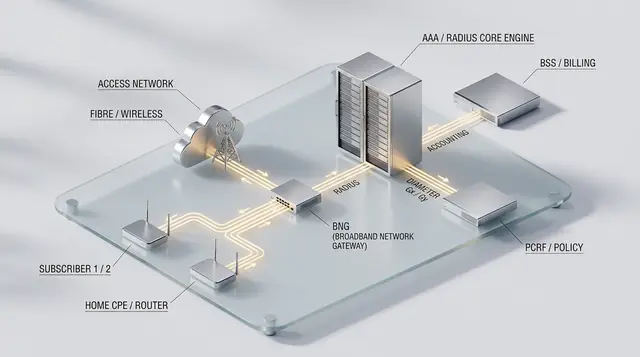 AAA / RADIUS CORE ENGINE
BSS / BILLING
ACCESS NETWORK
FIBRE / WIRELESS
ACCOUNTING
RADIUS
DIAMETER
Gx / Gy
BNG
(BROADBAND NETWORK
GATEWAY)
PCRF / POLICY
SUBSCRIBER 1 / 2
HOME CPE / ROUTER